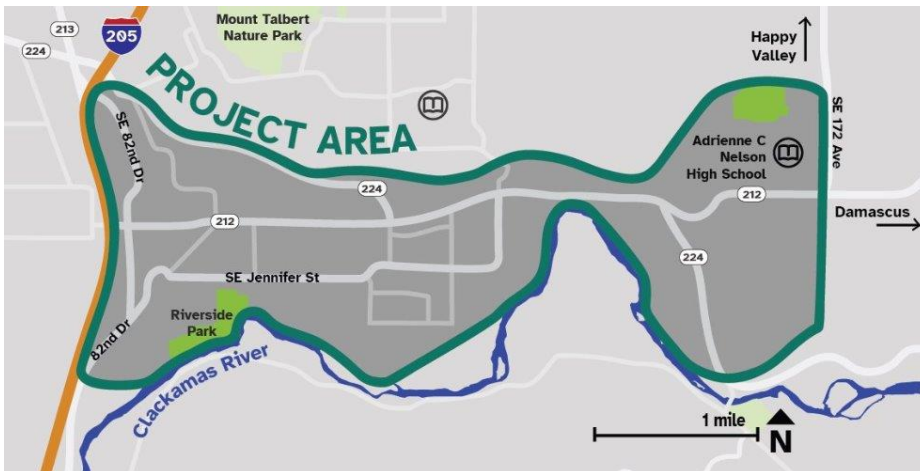 213
224
205
Mount Talbert
Nature Park
Happy
Valley
PROJECT AREA
SE 82nd Dr
SE 172 Ave
Adrienne C
Nelson
High School
224
212
212
Damascus
224
SE Jennifer St
Riverside
Park
82nd Dr
Clackamas River
1 mile
N